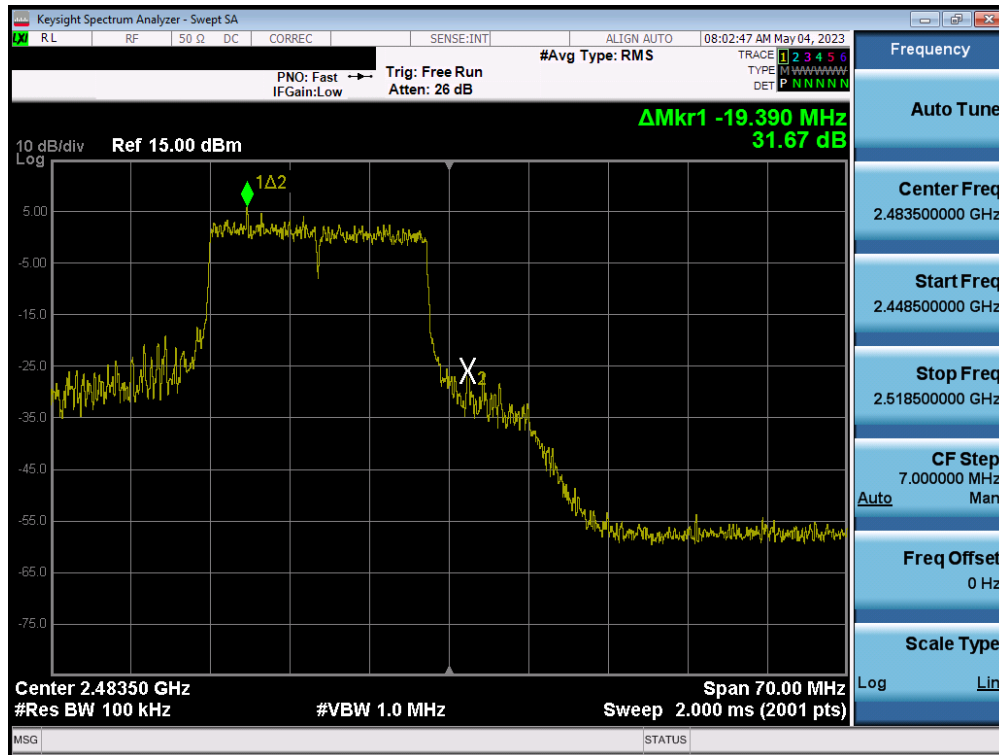 Keysight Spectrum Analyzer - Swept SA
LXI RL RF 50 Ω DC CORREC SENSE:INT ALIGN AUTO 08:02:47 AM May 04, 2023
#Avg Type: RMS
TRACE 1 2 3 4 5 6
PNO: Fast Trig: Free Run
TYPE M WWWWW
IFGain:Low Atten: 26 dB
DET P N N N N N
ΔMkr1 -19.390 MHz
31.67 dB
10 dB/div Ref 15.00 dBm
Log
1Δ2
5.00
-5.00
-15.0
-25.0
X2
-35.0
-45.0
-55.0
-65.0
-75.0
Center 2.48350 GHz Span 70.00 MHz
#Res BW 100 kHz #VBW 1.0 MHz Sweep 2.000 ms (2001 pts)
MSG STATUS
Frequency
Auto Tune
Center Freq
2.483500000 GHz
Start Freq
2.448500000 GHz
Stop Freq
2.518500000 GHz
CF Step
7.000000 MHz
Auto Man
Freq Offset
0 Hz
Scale Type
Log Lin